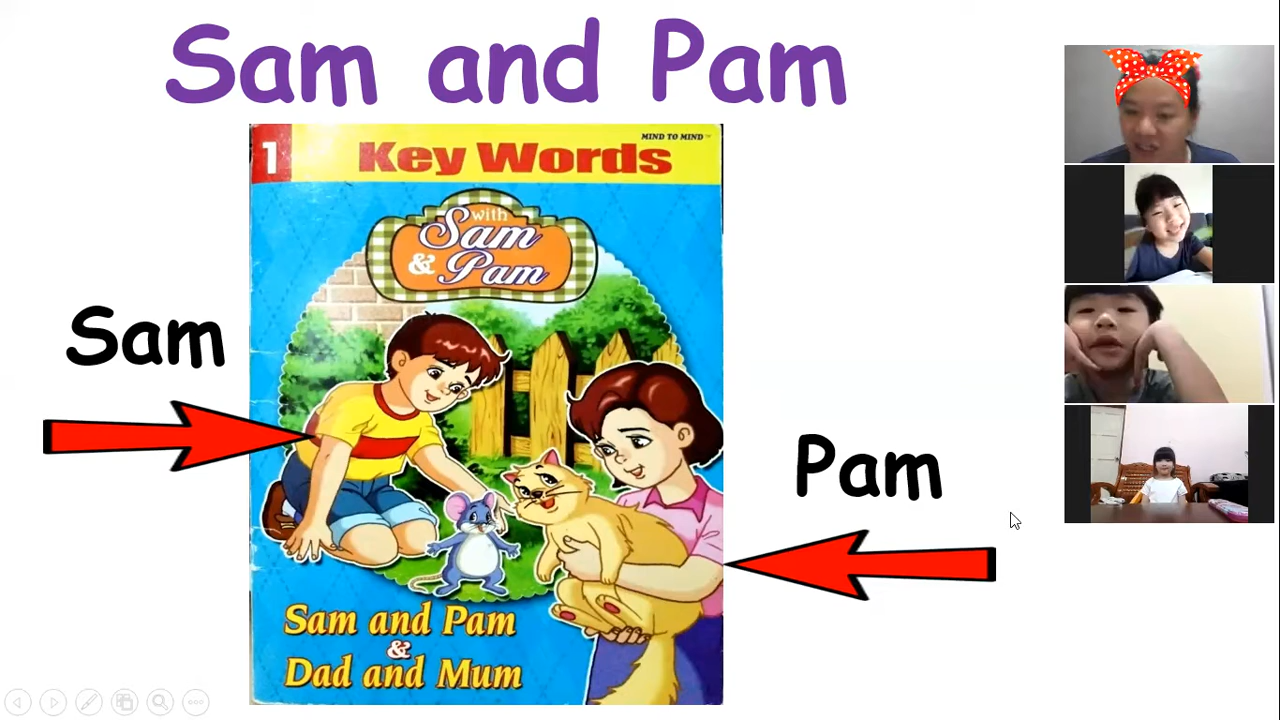 Sam and Pam
MIND TO MIND™
1 Key Words
with
Sam
& Pam
Sam
Pam
Sam and Pam
&
Dad and Mum